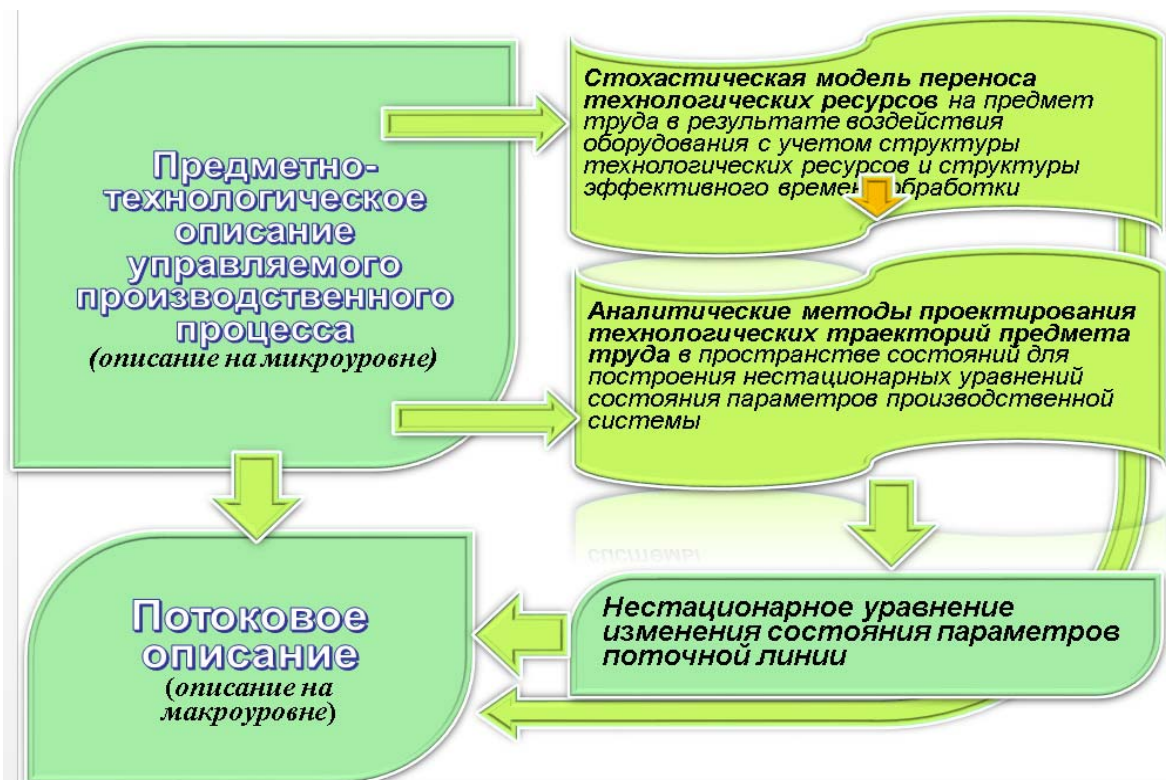 Предметно-
технологическое
описание
управляемого
производственного
процесса
(описание на микроуровне)
Стохастическая модель переноса
технологических ресурсов на предмет
труда в результате воздействия
оборудования с учетом структуры
технологических ресурсов и структуры
эффективного времени обработки
Аналитические методы проектирования
технологических траекторий предмета
труда в пространстве состояний для
построения нестационарных уравнений
состояния параметров производственной
системы
Потоковое
описание
(описание на
макроуровне)
Нестационарное уравнение
изменения состояния параметров
поточной линии